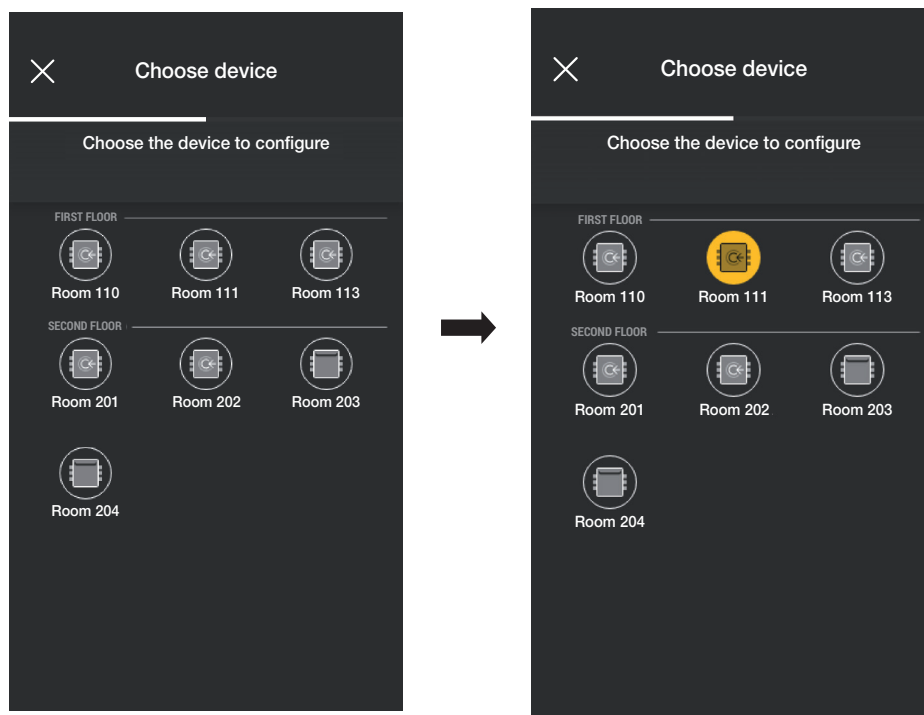 Choose device
Choose the device to configure
FIRST FLOOR
Room 110 Room 111 Room 113
SECOND FLOOR
Room 201 Room 202 Room 203
Room 204
Choose device
Choose the device to configure
FIRST FLOOR
Room 110 Room 111 Room 113
SECOND FLOOR
Room 201 Room 202 Room 203
Room 204